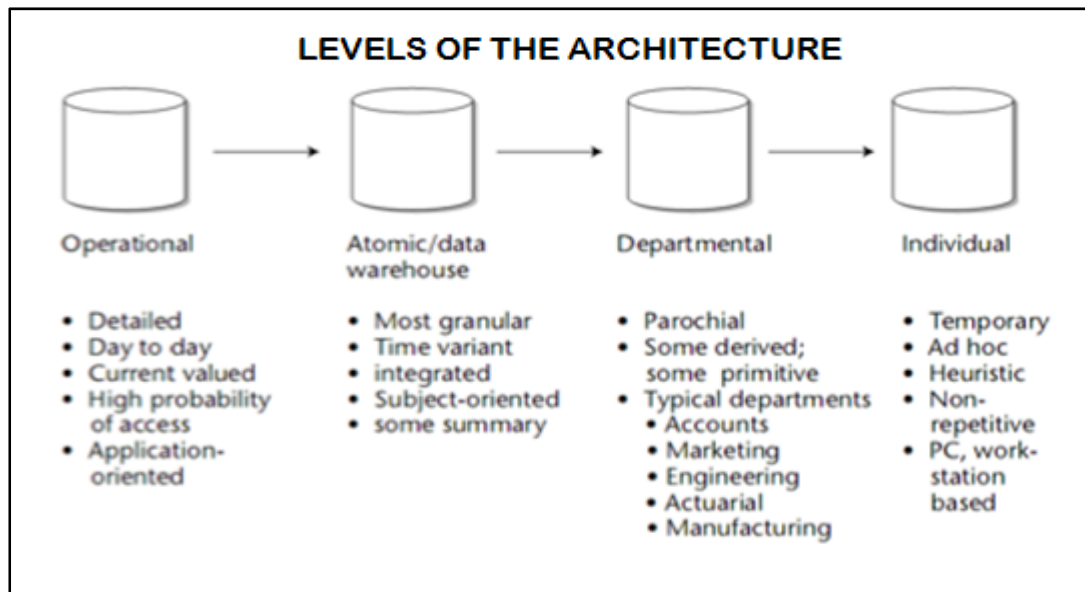 LEVELS OF THE ARCHITECTURE
Operational
• Detailed
• Day to day
• Current valued
• High probability
of access
• Application-
oriented
Atomic/data
warehouse
• Most granular
• Time variant
• integrated
• Subject-oriented
• some summary
Departmental
• Parochial
• Some derived;
some primitive
• Typical departments
• Accounts
• Marketing
• Engineering
• Actuarial
• Manufacturing
Individual
• Temporary
• Ad hoc
• Heuristic
• Non-
repetitive
• PC, work-
station
based